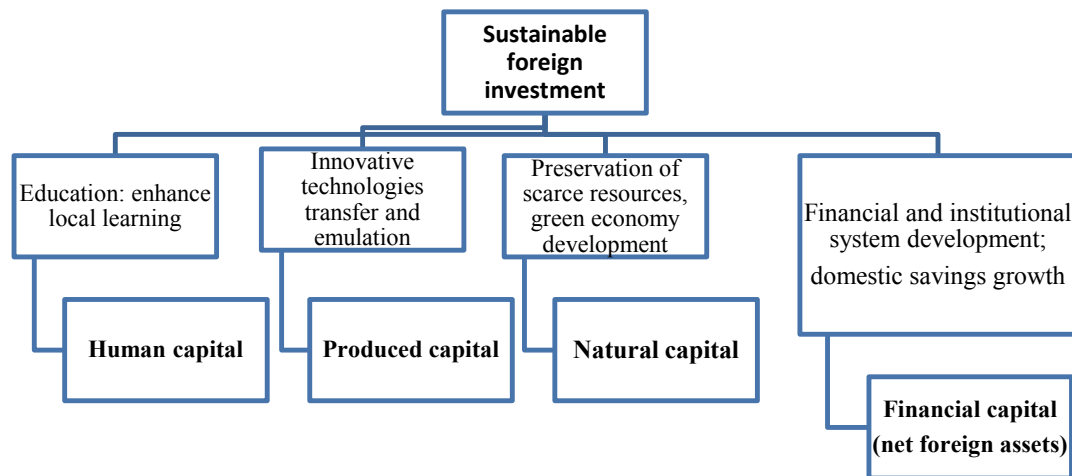 Sustainable
foreign
investment
Education: enhance
local learning
Innovative
technologies
transfer and
emulation
Preservation of
scarce resources,
green economy
development
Financial and institutional
system development;
domestic savings growth
Human capital
Produced capital
Natural capital
Financial capital
(net foreign assets)